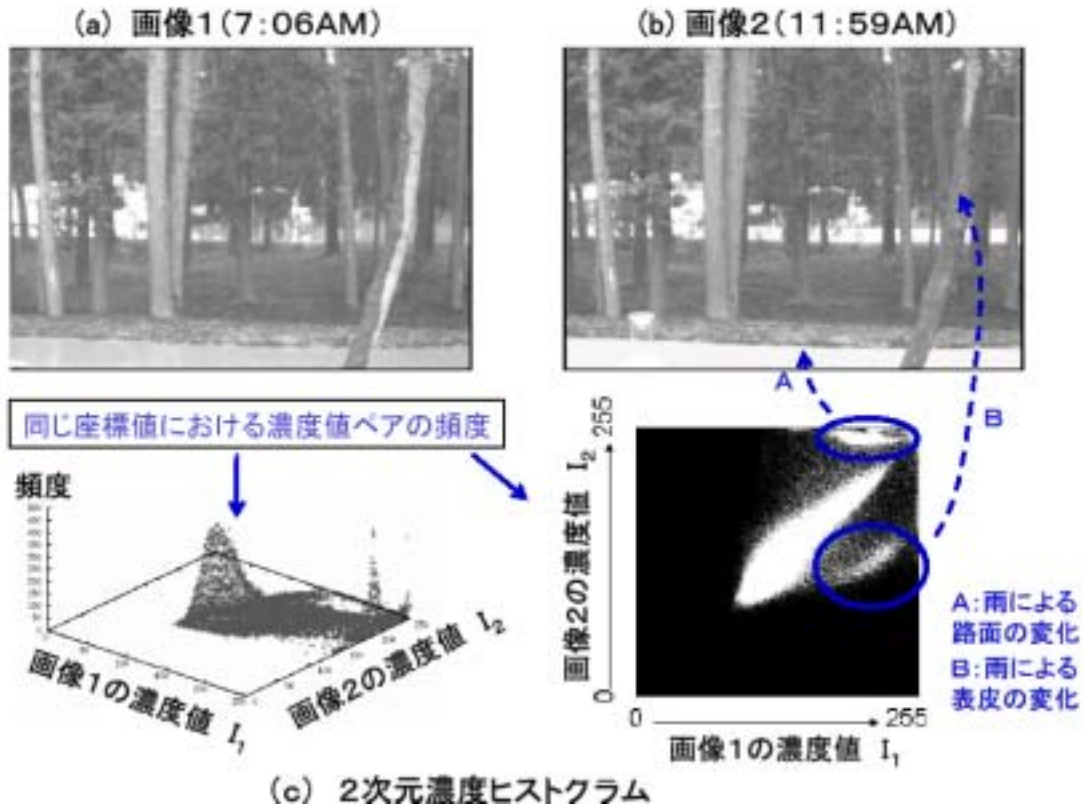 (a) 画像1(7:06AM)
(b) 画像2(11:59AM)
A
B
同じ座標値における濃度値ペアの頻度
頻度
画像1の濃度値 I₁
画像2の濃度値 I₂
255
画像2の濃度値 I₂
0
0
255
画像1の濃度値 I₁
A:雨による
路面の変化
B:雨による
表皮の変化
(c) 2次元濃度ヒストグラム